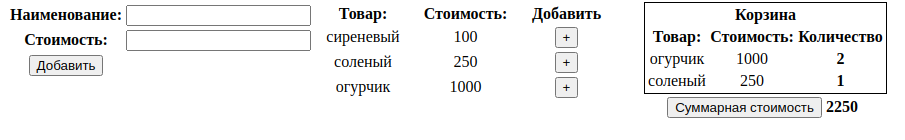 Наименование:
Стоимость:
Добавить
Товар: Стоимость: Добавить
сиреневый 100 +
соленый 250 +
огурчик 1000 +
Корзина
Товар: Стоимость: Количество
огурчик 1000 2
соленый 250 1
Суммарная стоимость 2250